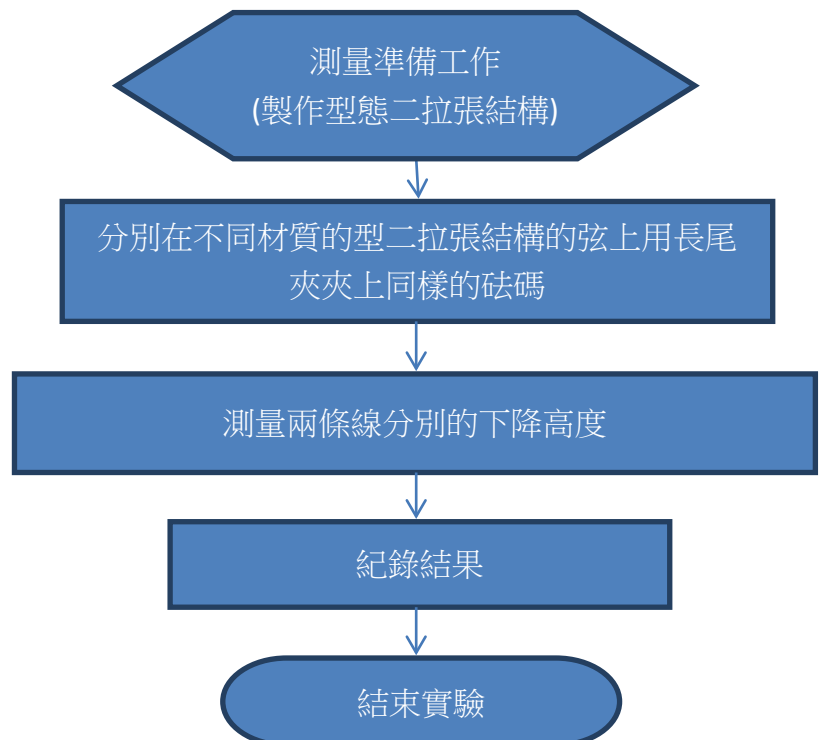 測量準備工作
(製作型態二拉張結構)
分別在不同材質的型二拉張結構的弦上用長尾
夾夾上同樣的砝碼
測量兩條線分別的下降高度
紀錄結果
結束實驗